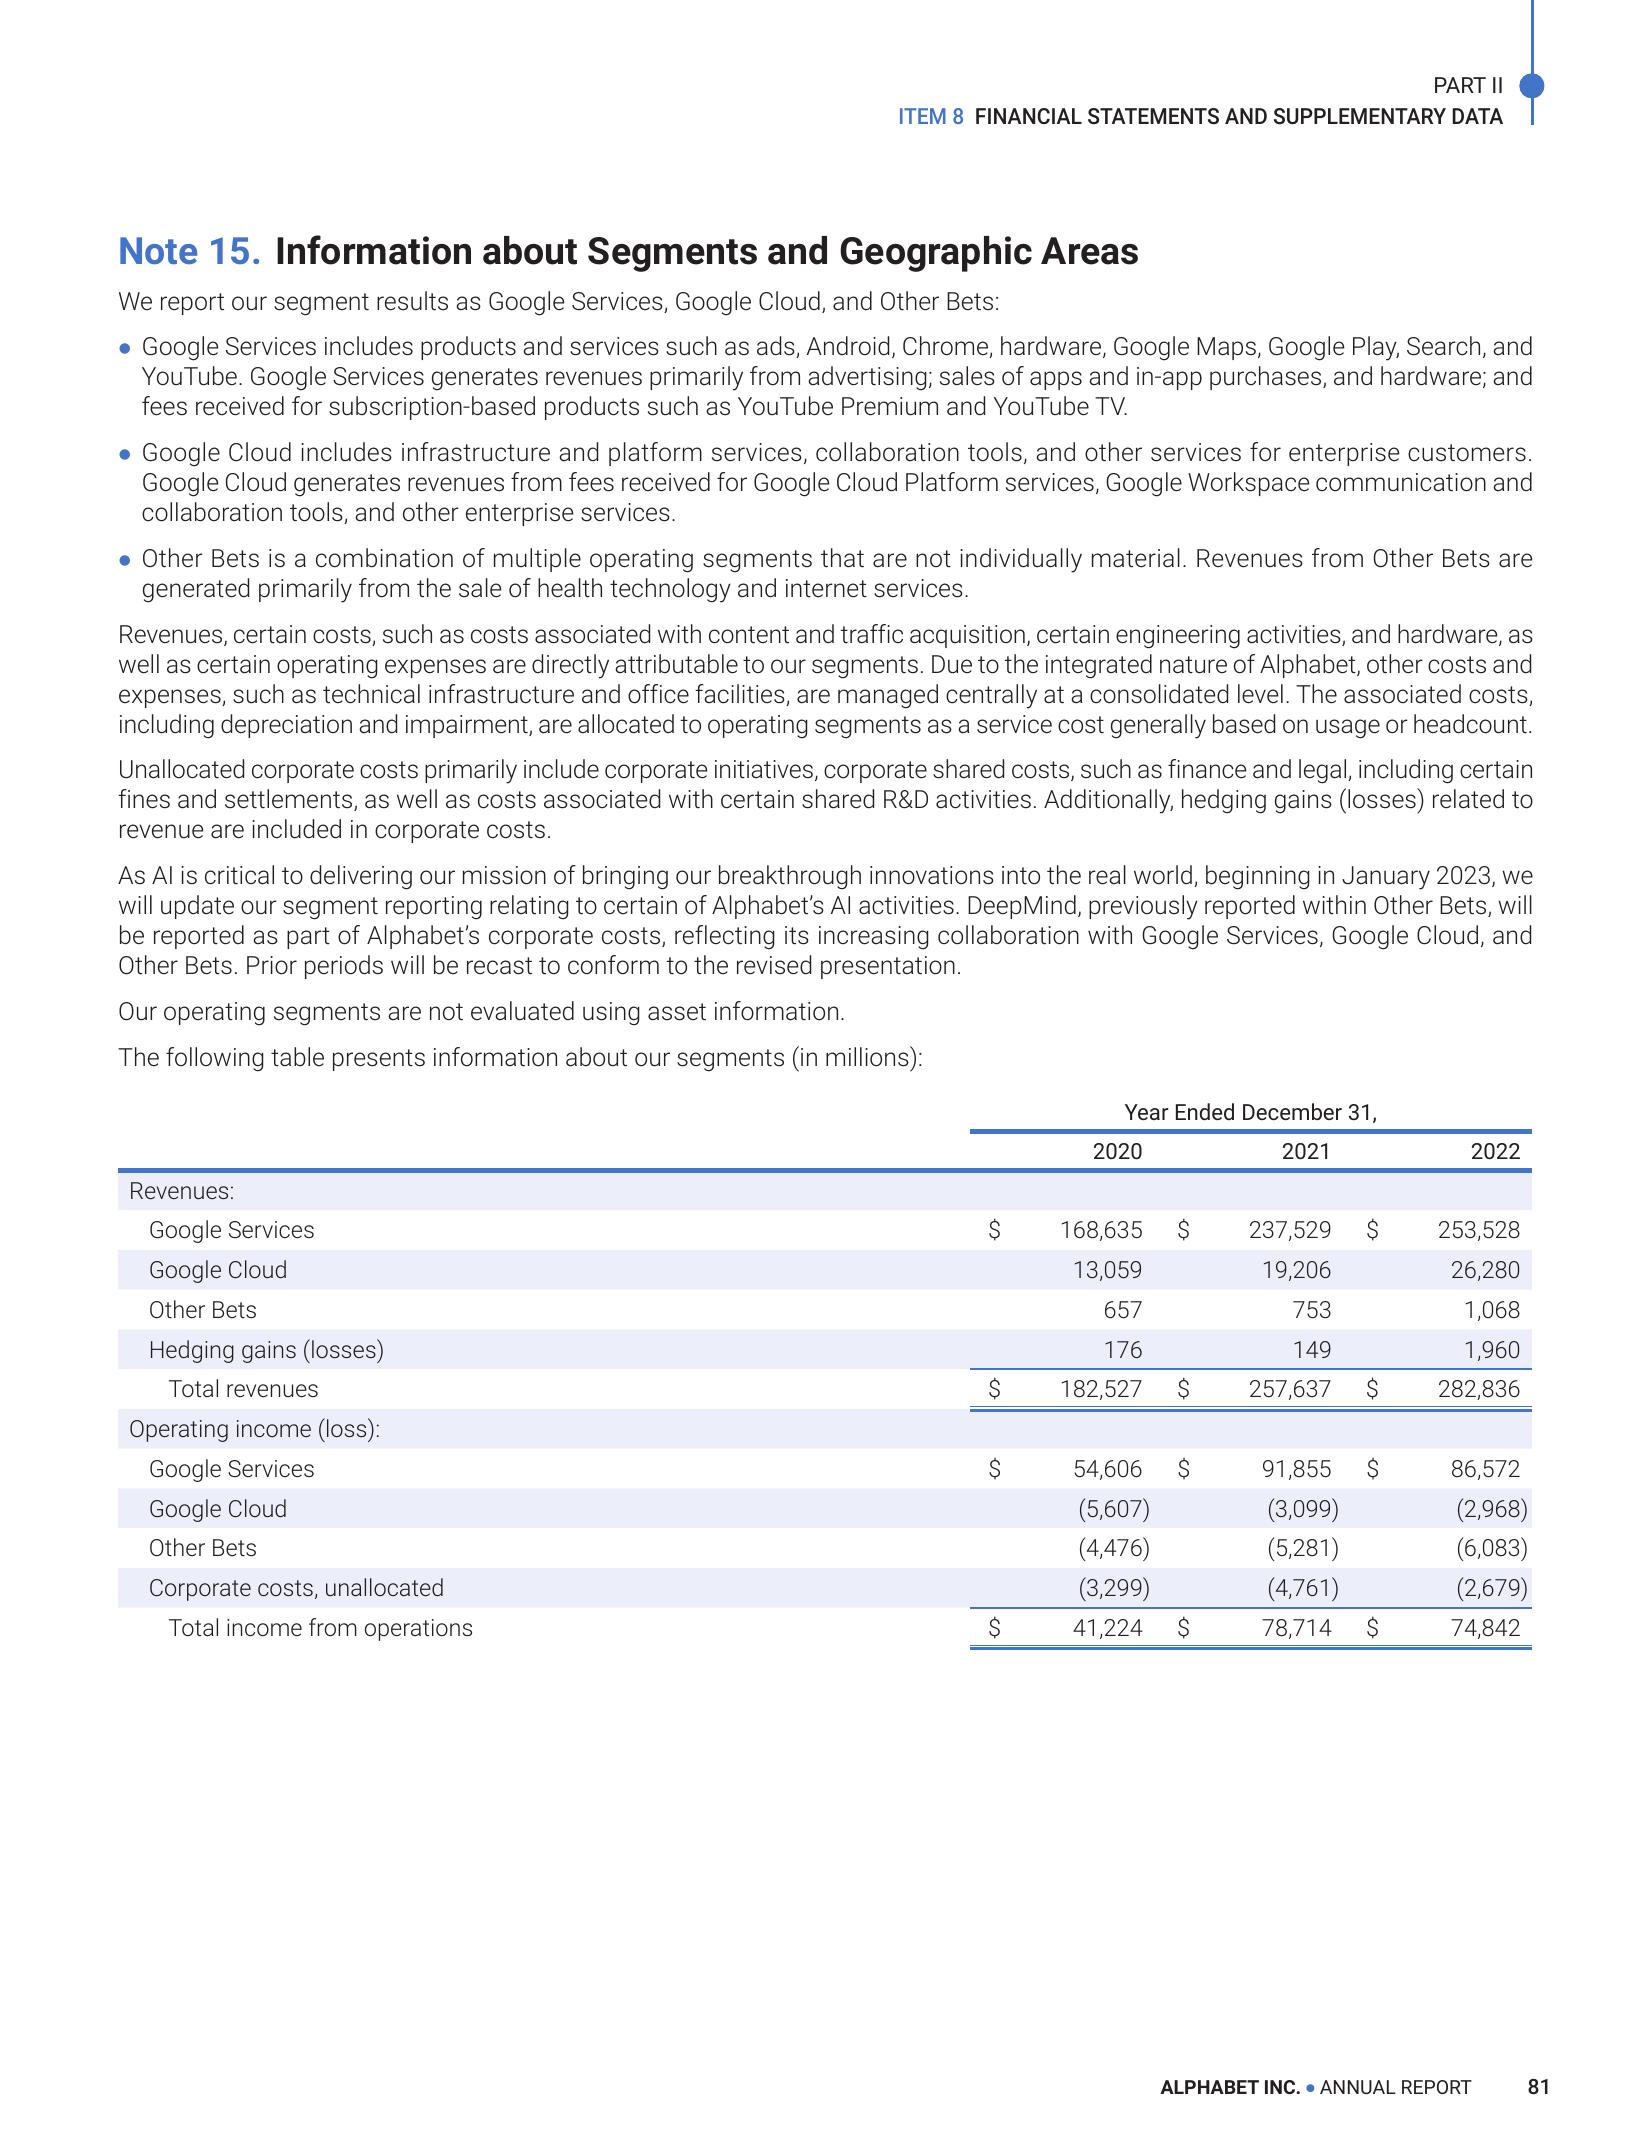 PART II
ITEM 8 FINANCIAL STATEMENTS AND SUPPLEMENTARY DATA
Note 15. Information about Segments and Geographic Areas
We report our segment results as Google Services, Google Cloud, and Other Bets:
● Google Services includes products and services such as ads, Android, Chrome, hardware, Google Maps, Google Play, Search, and
YouTube. Google Services generates revenues primarily from advertising; sales of apps and in-app purchases, and hardware; and
fees received for subscription-based products such as YouTube Premium and YouTube TV.
● Google Cloud includes infrastructure and platform services, collaboration tools, and other services for enterprise customers.
Google Cloud generates revenues from fees received for Google Cloud Platform services, Google Workspace communication and
collaboration tools, and other enterprise services.
● Other Bets is a combination of multiple operating segments that are not individually material. Revenues from Other Bets are
generated primarily from the sale of health technology and internet services.
Revenues, certain costs, such as costs associated with content and traffic acquisition, certain engineering activities, and hardware, as
well as certain operating expenses are directly attributable to our segments. Due to the integrated nature of Alphabet, other costs and
expenses, such as technical infrastructure and office facilities, are managed centrally at a consolidated level. The associated costs,
including depreciation and impairment, are allocated to operating segments as a service cost generally based on usage or headcount.
Unallocated corporate costs primarily include corporate initiatives, corporate shared costs, such as finance and legal, including certain
fines and settlements, as well as costs associated with certain shared R&D activities. Additionally, hedging gains (losses) related to
revenue are included in corporate costs.
As AI is critical to delivering our mission of bringing our breakthrough innovations into the real world, beginning in January 2023, we
will update our segment reporting relating to certain of Alphabet's AI activities. DeepMind, previously reported within Other Bets, will
be reported as part of Alphabet's corporate costs, reflecting its increasing collaboration with Google Services, Google Cloud, and
Other Bets. Prior periods will be recast to conform to the revised presentation.
Our operating segments are not evaluated using asset information.
The following table presents information about our segments (in millions):
Year Ended December 31,
2020 2021 2022
Revenues:
Google Services $ 168,635 $ 237,529 $ 253,528
Google Cloud 13,059 19,206 26,280
Other Bets 657 753 1,068
Hedging gains (losses) 176 149 1,960
Total revenues $ 182,527 $ 257,637 $ 282,836
Operating income (loss):
Google Services $ 54,606 $ 91,855 $ 86,572
Google Cloud (5,607) (3,099) (2,968)
Other Bets (4,476) (5,281) (6,083)
Corporate costs, unallocated (3,299) (4,761) (2,679)
Total income from operations $ 41,224 $ 78,714 $ 74,842
ALPHABET INC. ● ANNUAL REPORT 81